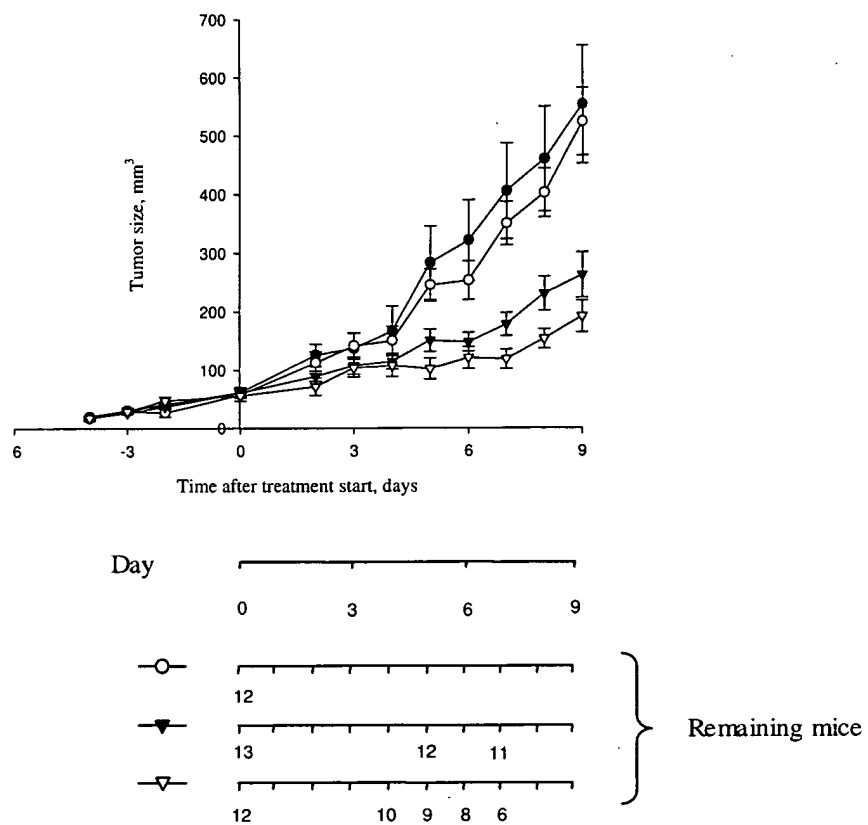 700
600
500
400
300
200
100
0
Tumor size, mm³
6 -3 0 3 6 9
Time after treatment start, days
Day
0 3 6 9
12
13 12 11
12 10 9 8 6
Remaining mice